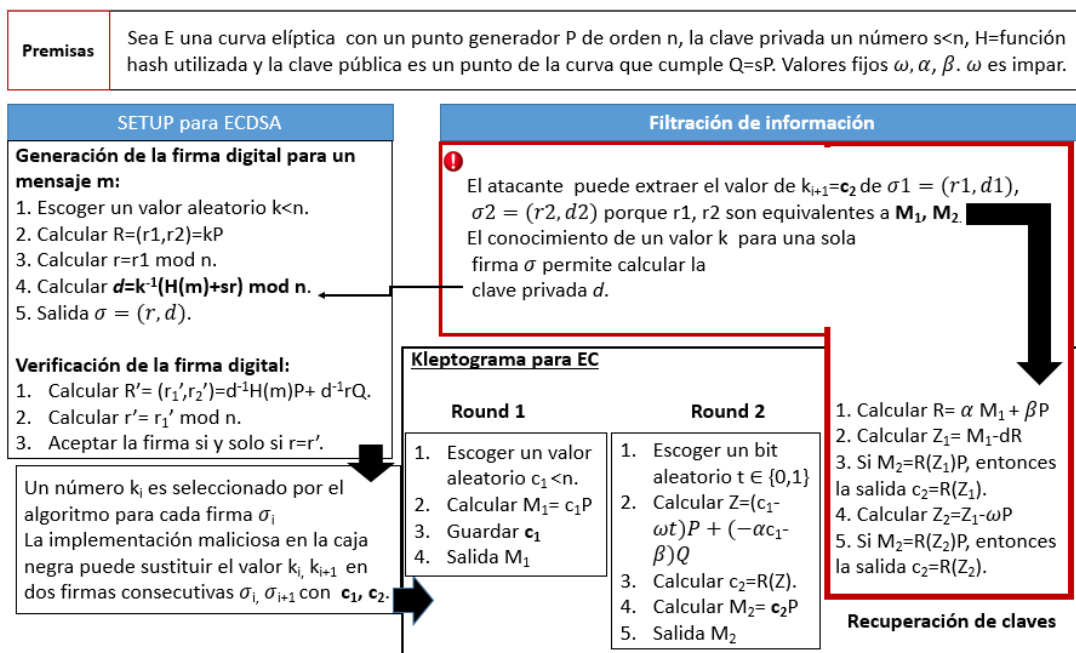 Premisas
Sea E una curva elíptica con un punto generador P de orden n, la clave privada un número s<n, H=función
hash utilizada y la clave pública es un punto de la curva que cumple Q=sP. Valores fijos ω, α, β. ω es impar.
SETUP para ECDSA
Generación de la firma digital para un
mensaje m:
1. Escoger un valor aleatorio k<n.
2. Calcular R=(r1,r2)=kP
3. Calcular r=r1 mod n.
4. Calcular d=k⁻¹(H(m)+sr) mod n.
5. Salida σ = (r, d).
Verificación de la firma digital:
1. Calcular R’= (r₁’,r₂’)=d⁻¹H(m)P+ d⁻¹rQ.
2. Calcular r’= r₁’ mod n.
3. Aceptar la firma si y solo si r=r’.
Un número kᵢ es seleccionado por el
algoritmo para cada firma σᵢ
La implementación maliciosa en la caja
negra puede sustituir el valor kᵢ, kᵢ₊₁ en
dos firmas consecutivas σᵢ, σᵢ₊₁ con c₁, c₂.
Filtración de información
El atacante puede extraer el valor de kᵢ₊₁=c₂ de σ1 = (r1, d1),
σ2 = (r2, d2) porque r1, r2 son equivalentes a M₁, M₂.
El conocimiento de un valor k para una sola
firma σ permite calcular la
clave privada d.
Kleptograma para EC
Round 1
1. Escoger un valor
aleatorio c₁ <n.
2. Calcular M₁= c₁P
3. Guardar c₁
4. Salida M₁
Round 2
1. Escoger un bit
aleatorio t ∈ {0,1}
2. Calcular Z=(c₁-
ωt)P + (−αc₁-
β)Q
3. Calcular c₂=R(Z).
4. Calcular M₂= c₂P
5. Salida M₂
1. Calcular R= α M₁ + βP
2. Calcular Z₁= M₁-dR
3. Si M₂=R(Z₁)P, entonces
la salida c₂=R(Z₁).
4. Calcular Z₂=Z₁-ωP
5. Si M₂=R(Z₂)P, entonces
la salida c₂=R(Z₂).
Recuperación de claves